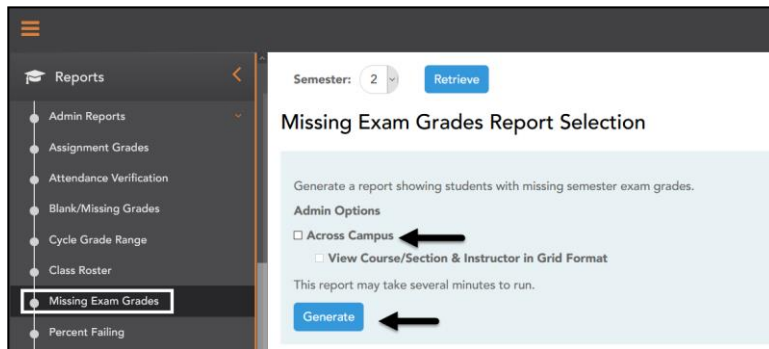 Reports
Admin Reports
Assignment Grades
Attendance Verification
Blank/Missing Grades
Cycle Grade Range
Class Roster
Missing Exam Grades
Percent Failing
Semester: 2 Retrieve
Missing Exam Grades Report Selection
Generate a report showing students with missing semester exam grades.
Admin Options
Across Campus
View Course/Section & Instructor in Grid Format
This report may take several minutes to run.
Generate